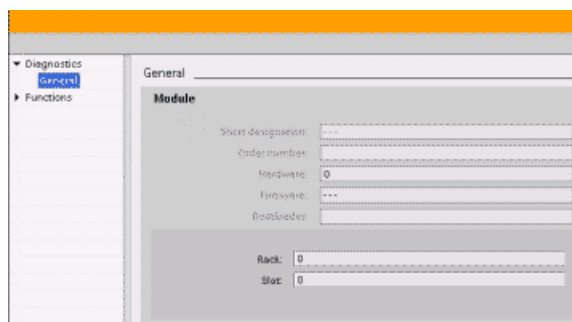 Diagnostics
General
Functions
General
Module
Short designation: ---
Order number:
Hardware: 0
Firmware: ---
Rack: 0
Slot: 0